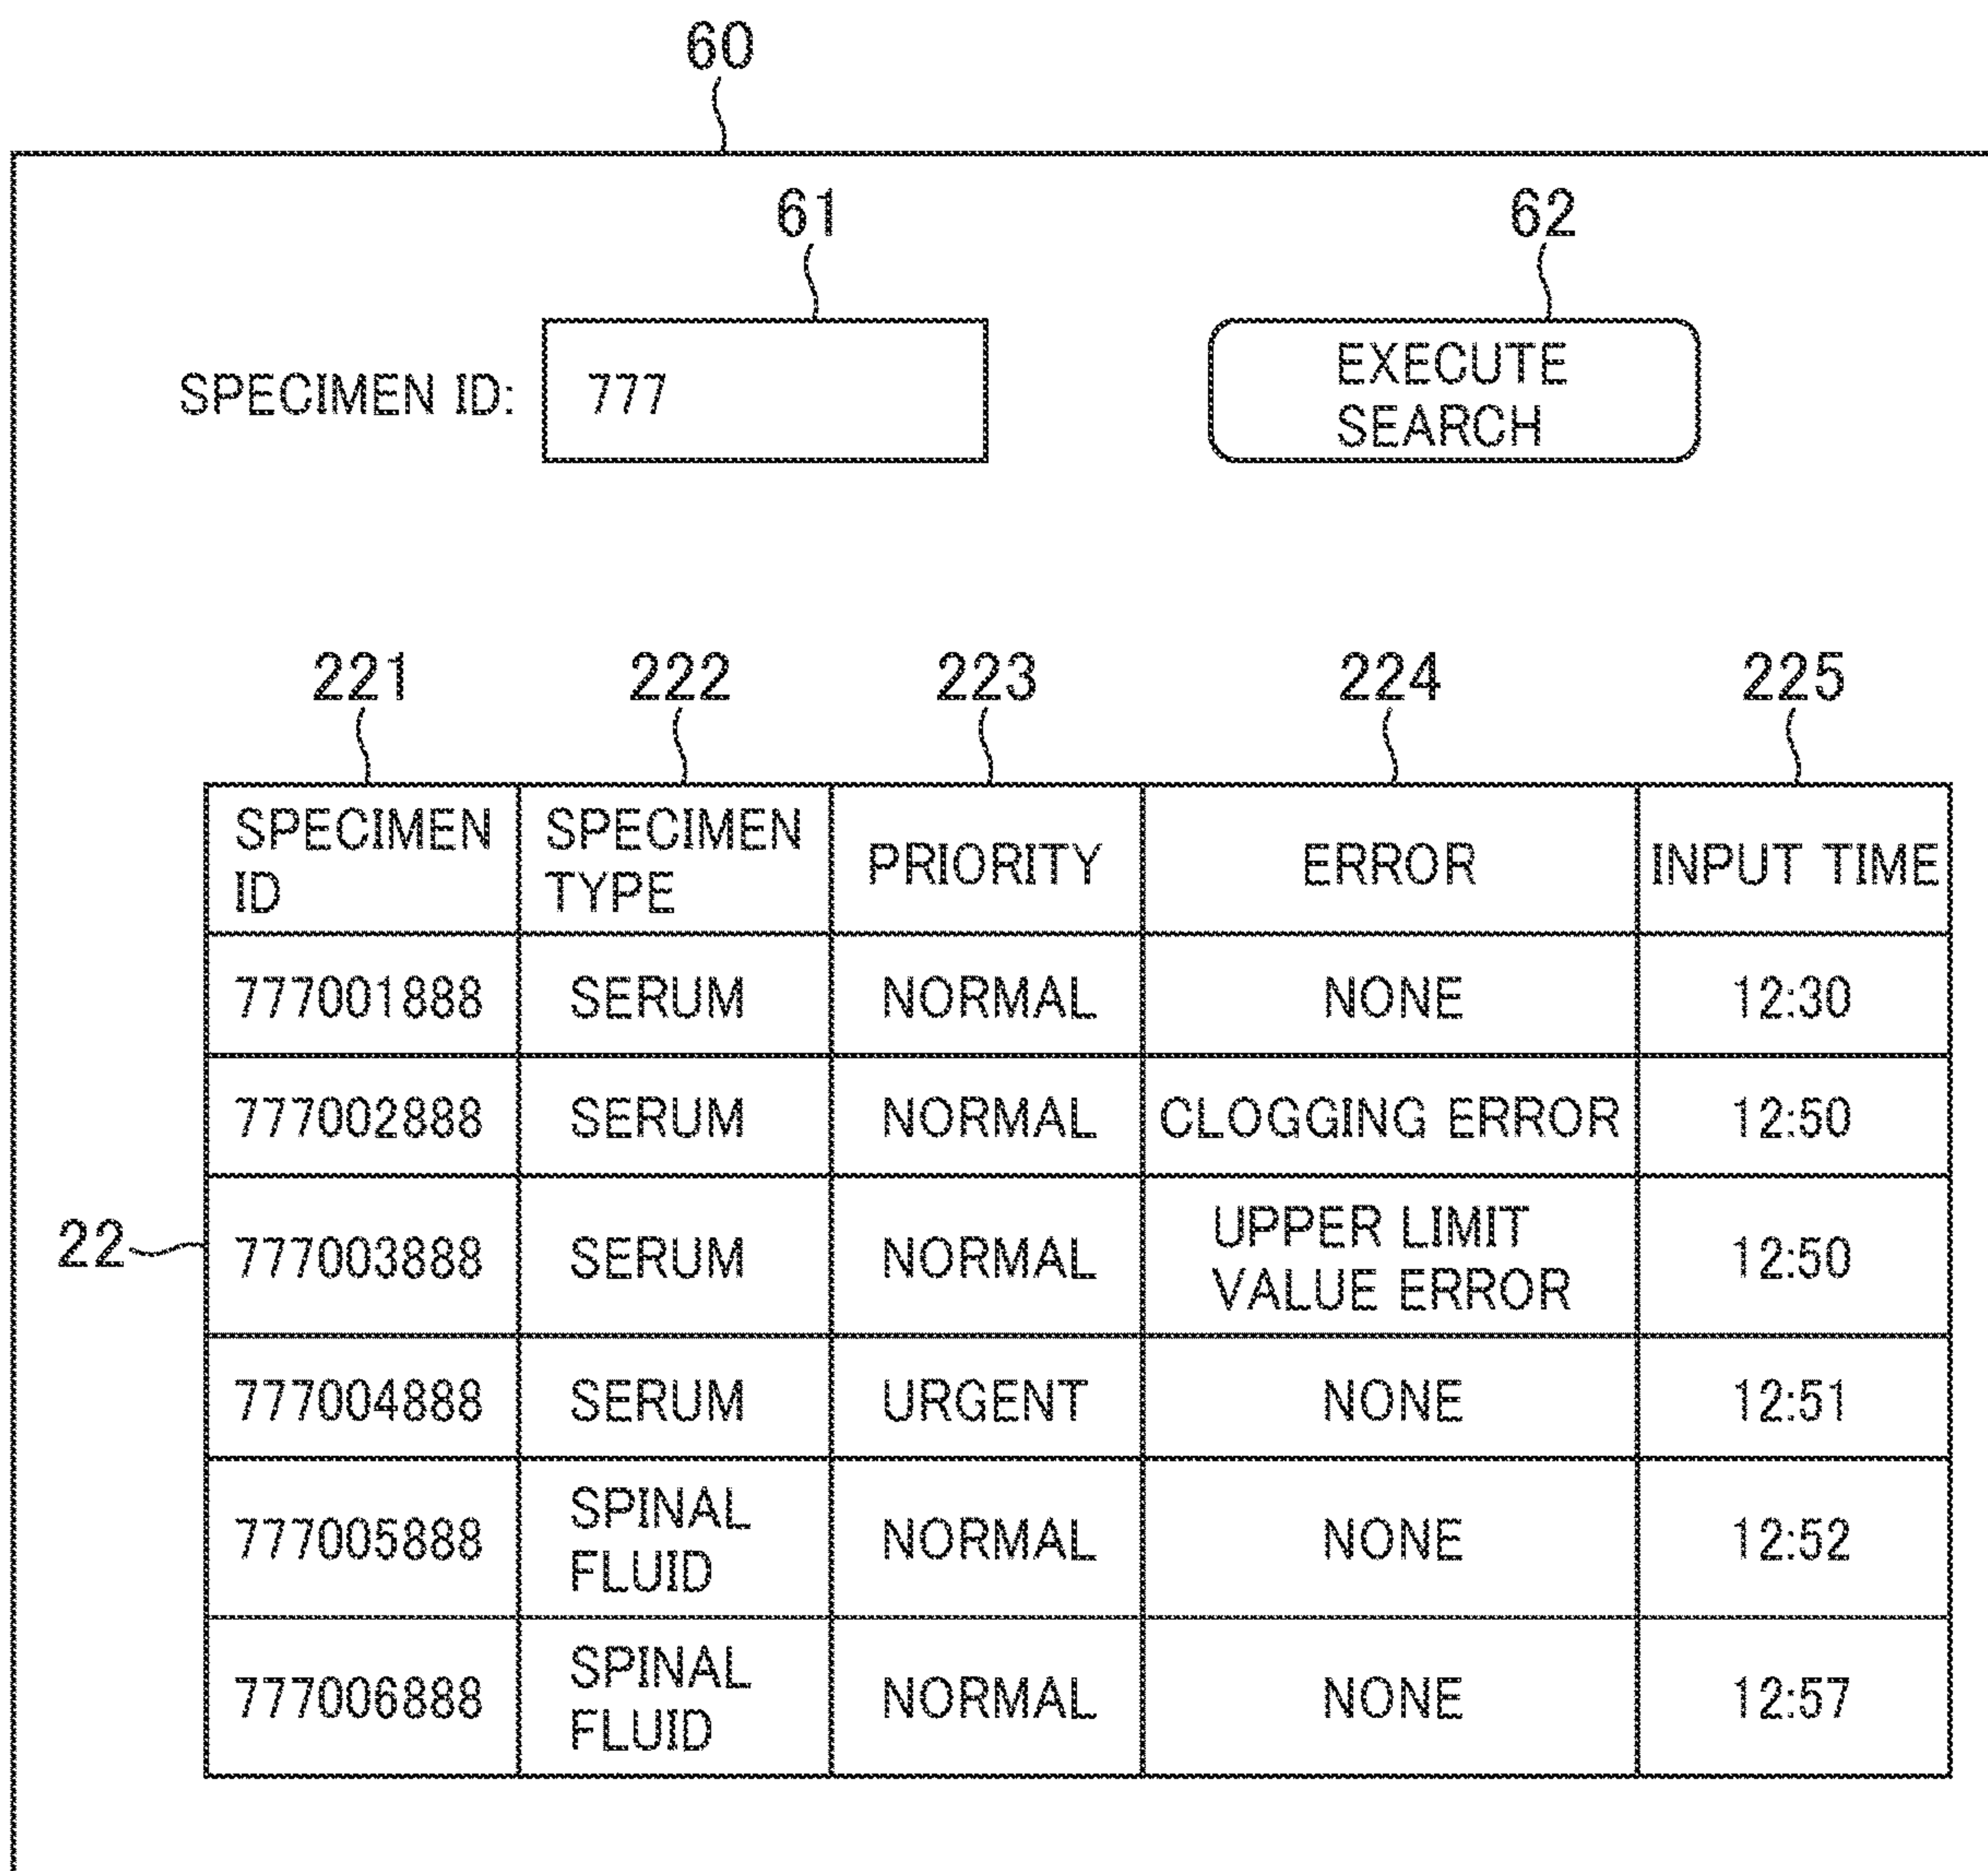 60
61 62
SPECIMEN ID: 777 EXECUTE
SEARCH
221 222 223 224 225
SPECIMEN
ID
SPECIMEN
TYPE
PRIORITY
ERROR
INPUT TIME
777001888 SERUM NORMAL NONE 12:30
777002888 SERUM NORMAL CLOGGING ERROR 12:50
22
777003888 SERUM NORMAL UPPER LIMIT
VALUE ERROR 12:50
777004888 SERUM URGENT NONE 12:51
777005888 SPINAL
FLUID NORMAL NONE 12:52
777006888 SPINAL
FLUID NORMAL NONE 12:57